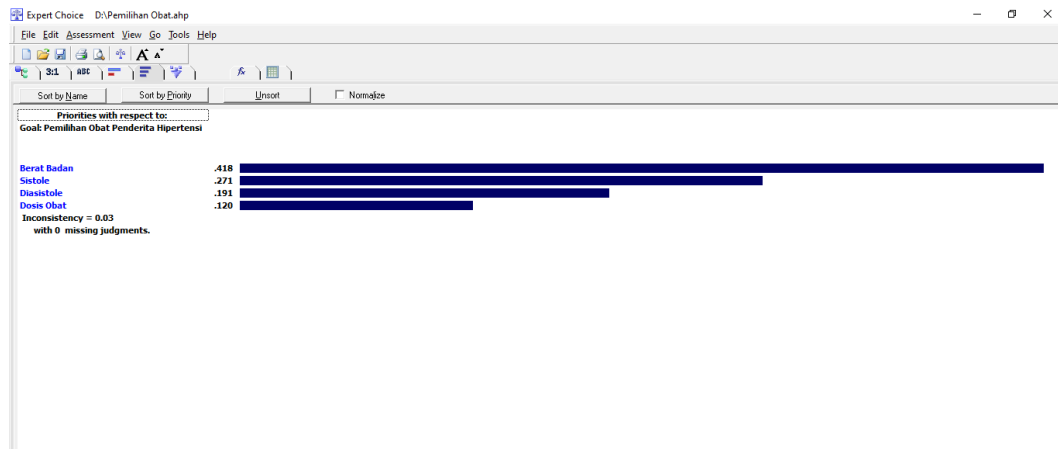 Expert Choice D:\Pemilihan Obat.ahp
File Edit Assessment View Go Tools Help
A A
3:1 ABC fx
Sort by Name Sort by Priority Unsort Normalize
Priorities with respect to:
Goal: Pemilihan Obat Penderita Hipertensi
Berat Badan .418
Sistole .271
Diasistole .191
Dosis Obat .120
Inconsistency = 0.03
with 0 missing judgments.